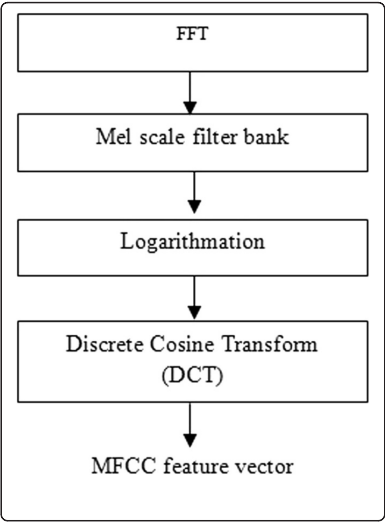 FFT
Mel scale filter bank
Logarithmation
Discrete Cosine Transform
(DCT)
MFCC feature vector